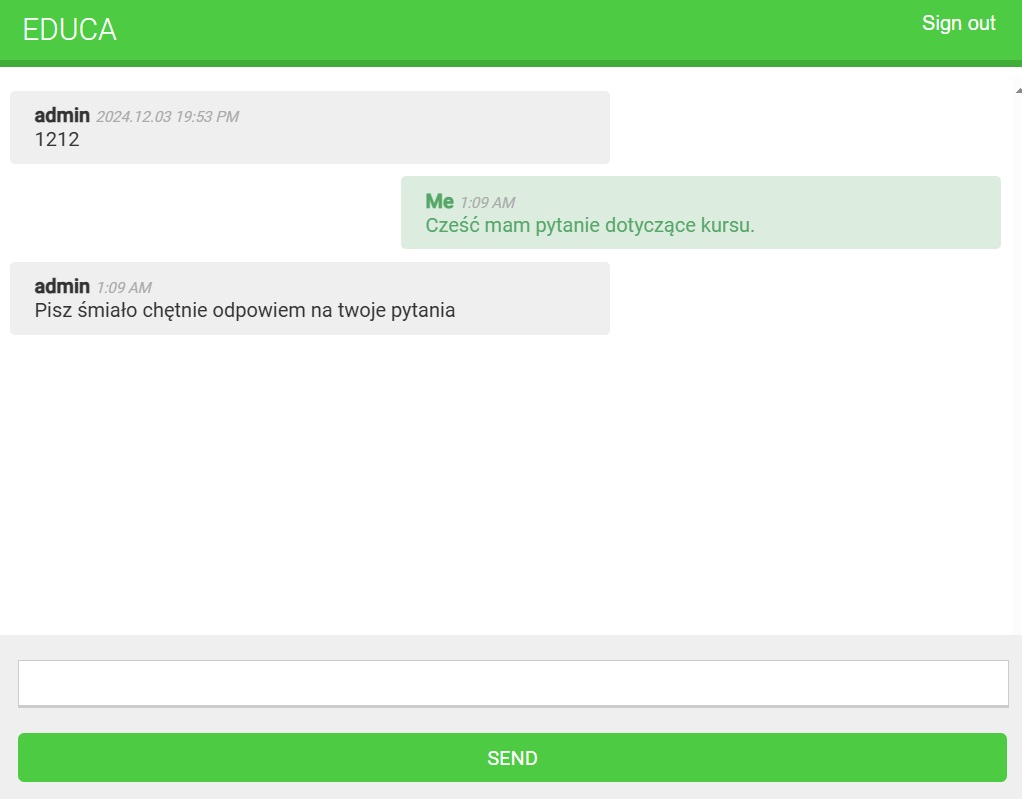 EDUCA
Sign out
admin 2024.12.03 19:53 PM
1212
Me 1:09 AM
Cześć mam pytanie dotyczące kursu.
admin 1:09 AM
Pisz śmiało chętnie odpowiem na twoje pytania
SEND